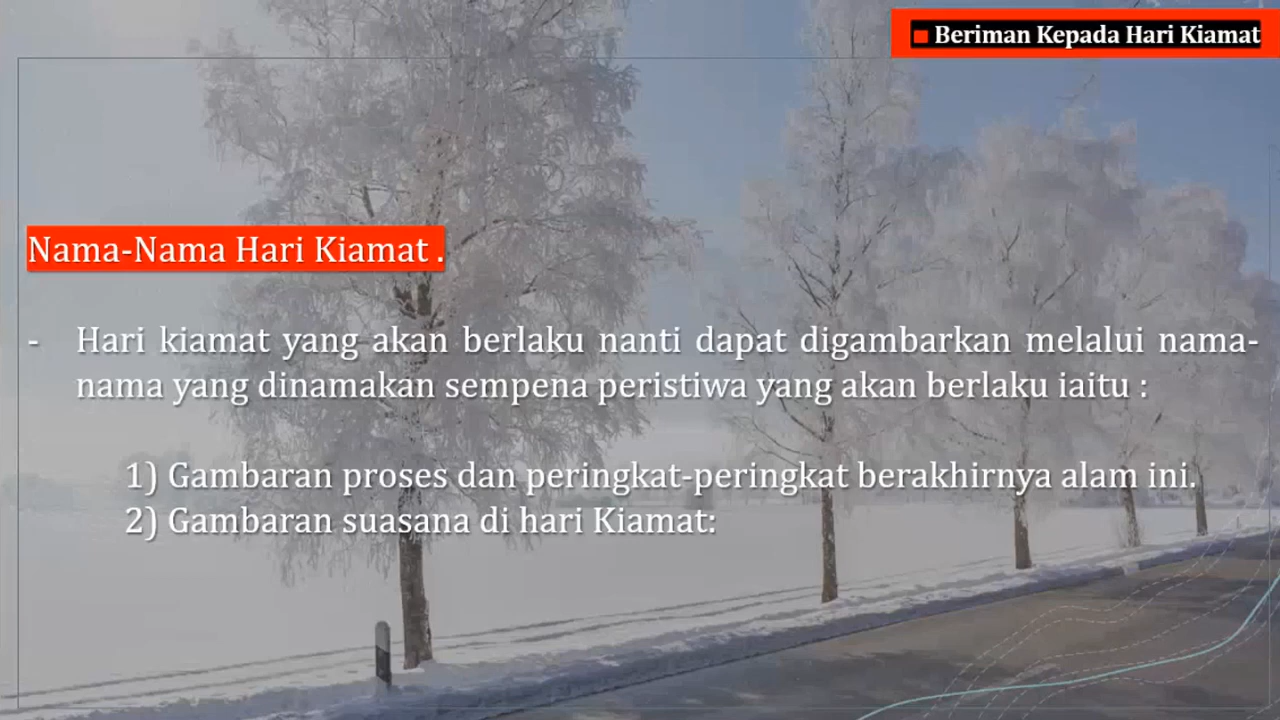 ■ Beriman Kepada Hari Kiamat
Nama-Nama Hari Kiamat .
- Hari kiamat yang akan berlaku nanti dapat digambarkan melalui nama-
nama yang dinamakan sempena peristiwa yang akan berlaku iaitu :
1) Gambaran proses dan peringkat-peringkat berakhirnya alam ini.
2) Gambaran suasana di hari Kiamat: